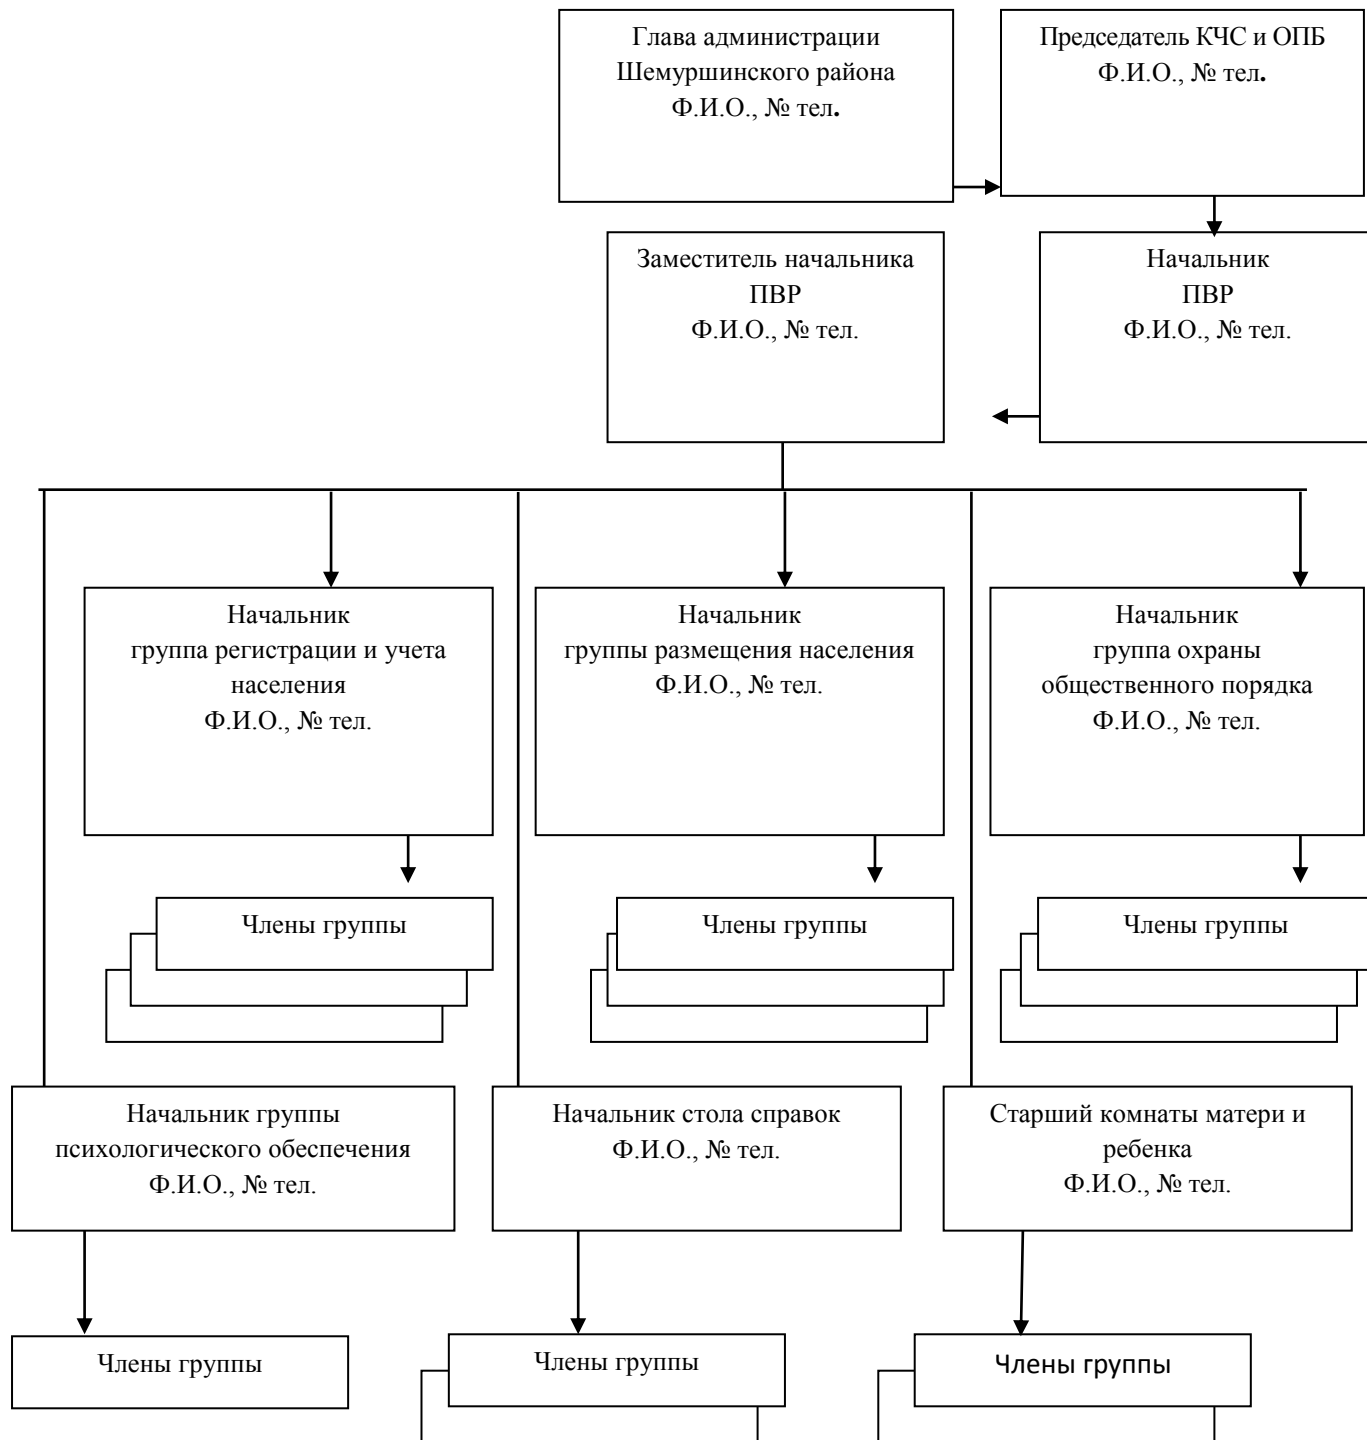 Глава администрации
Шемуршинского района
Ф.И.О., № тел.
Председатель КЧС и ОПБ
Ф.И.О., № тел.
Заместитель начальника
ПВР
Ф.И.О., № тел.
Начальник
ПВР
Ф.И.О., № тел.
Начальник
группа регистрации и учета
населения
Ф.И.О., № тел.
Начальник
группы размещения населения
Ф.И.О., № тел.
Начальник
группа охраны
общественного порядка
Ф.И.О., № тел.
Члены группы
Члены группы
Члены группы
Начальник группы
психологического обеспечения
Ф.И.О., № тел.
Начальник стола справок
Ф.И.О., № тел.
Старший комнаты матери и
ребенка
Ф.И.О., № тел.
Члены группы
Члены группы
Члены группы